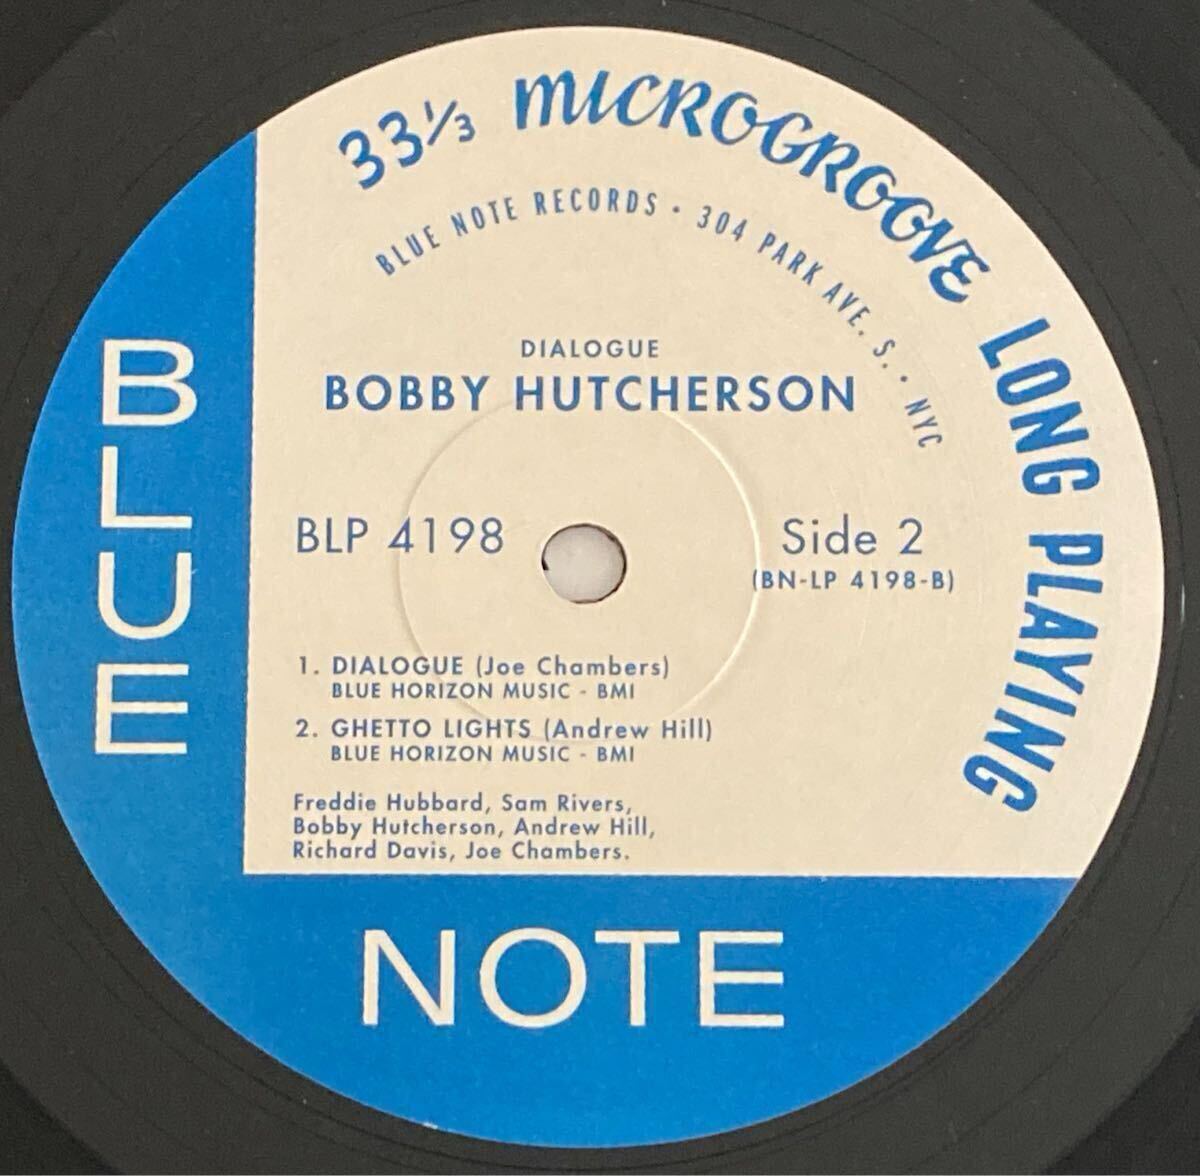 33⅓ MICROGROOVE LONG PLAYING
BLUE NOTE RECORDS · 304 PARK AVE. S.. · NYC
DIALOGUE
BOBBY HUTCHERSON
BLP 4198
Side 2
(BN-LP 4198-B)
1. DIALOGUE (Joe Chambers)
BLUE HORIZON MUSIC - BMI
2. GHETTO LIGHTS (Andrew Hill)
BLUE HORIZON MUSIC - BMI
Freddie Hubbard, Sam Rivers,
Bobby Hutcherson, Andrew Hill,
Richard Davis, Joe Chambers.
BLUE
NOTE